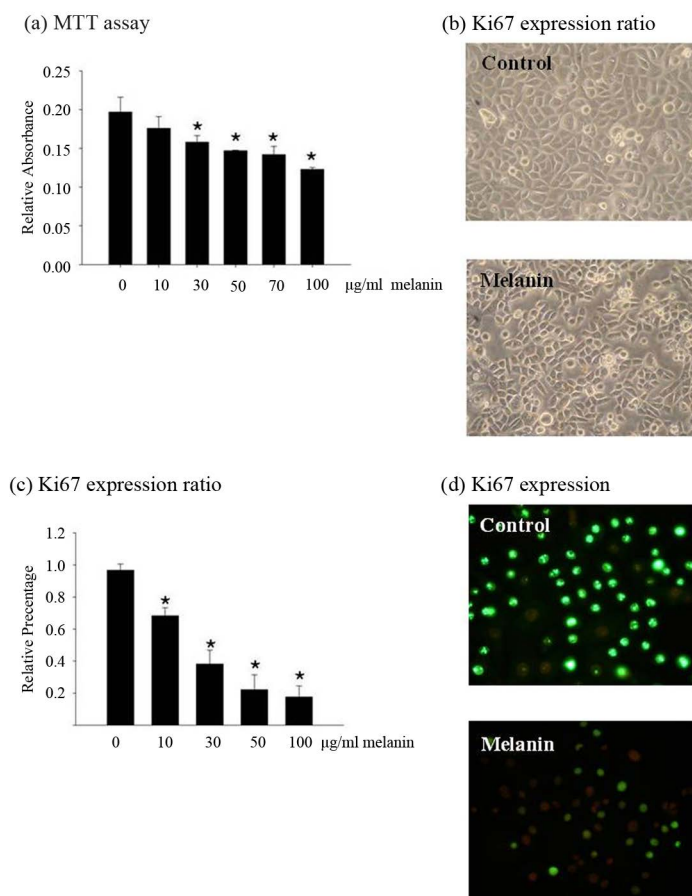 (a) MTT assay
0.25
0.20
0.15
0.10
0.05
0.00
Relative Absorbance
* * * *
0 10 30 50 70 100 μg/ml melanin
(b) Ki67 expression ratio
Control
Melanin
(c) Ki67 expression ratio
1.2
1.0
0.8
0.6
0.4
0.2
Relative Precentage
* * * *
0 10 30 50 100 μg/ml melanin
(d) Ki67 expression
Control
Melanin